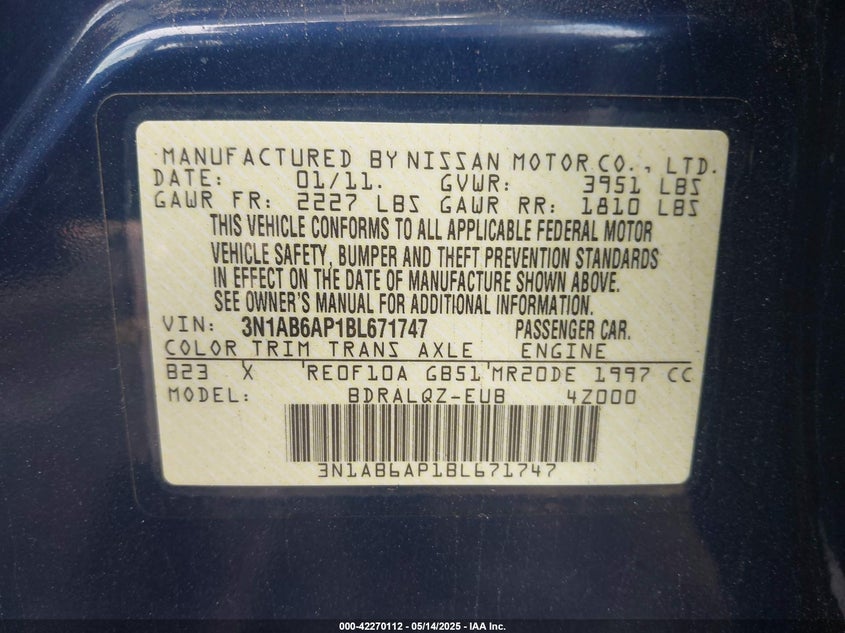 MANUFACTURED BY NISSAN MOTOR CO., LTD.
DATE: 01/11. GVWR: 3951 LBS
GAWR FR: 2227 LBS GAWR RR: 1810 LBS
THIS VEHICLE CONFORMS TO ALL APPLICABLE FEDERAL MOTOR
VEHICLE SAFETY, BUMPER AND THEFT PREVENTION STANDARDS
IN EFFECT ON THE DATE OF MANUFACTURE SHOWN ABOVE.
SEE OWNER'S MANUAL FOR ADDITIONAL INFORMATION.
VIN: 3N1AB6AP1BL671747 PASSENGER CAR.
COLOR TRIM TRANS AXLE ENGINE
B23 X RE0F10A GB51 MR20DE 1997 CC
MODEL: BDRALQZ-EUB 4Z000
3N1AB6AP1BL671747
000-42270112 - 05/14/2025 - IAA Inc.